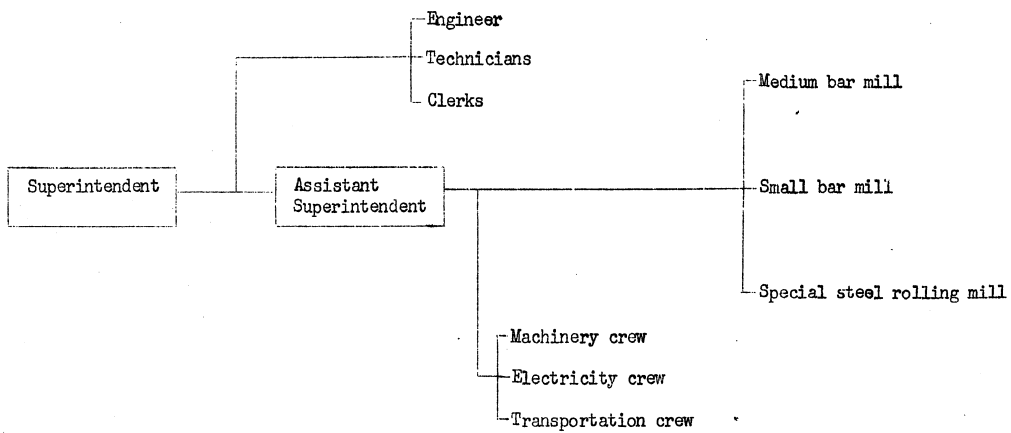 Engineer
Technicians
Clerks
Medium bar mill
Superintendent
Assistant
Superintendent
Small bar mill
Special steel rolling mill
Machinery crew
Electricity crew
Transportation crew